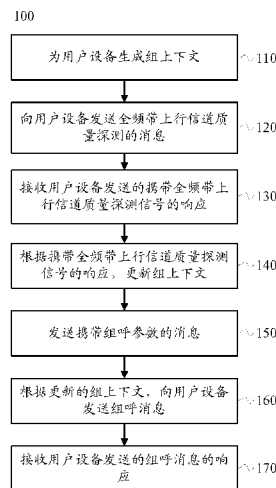 100
为用户设备生成组上下文
110
向用户设备发送全频带上行信道质
量探测的消息
120
接收用户设备发送的携带全频带上
行信道质量探测信号的响应
130
根据携带全频带上行信道质量探测
信号的响应，更新组上下文
140
发送携带组呼参数的消息
150
根据更新的组上下文，向用户设备
发送组呼消息
160
接收用户设备发送的组呼消息的响
应
170